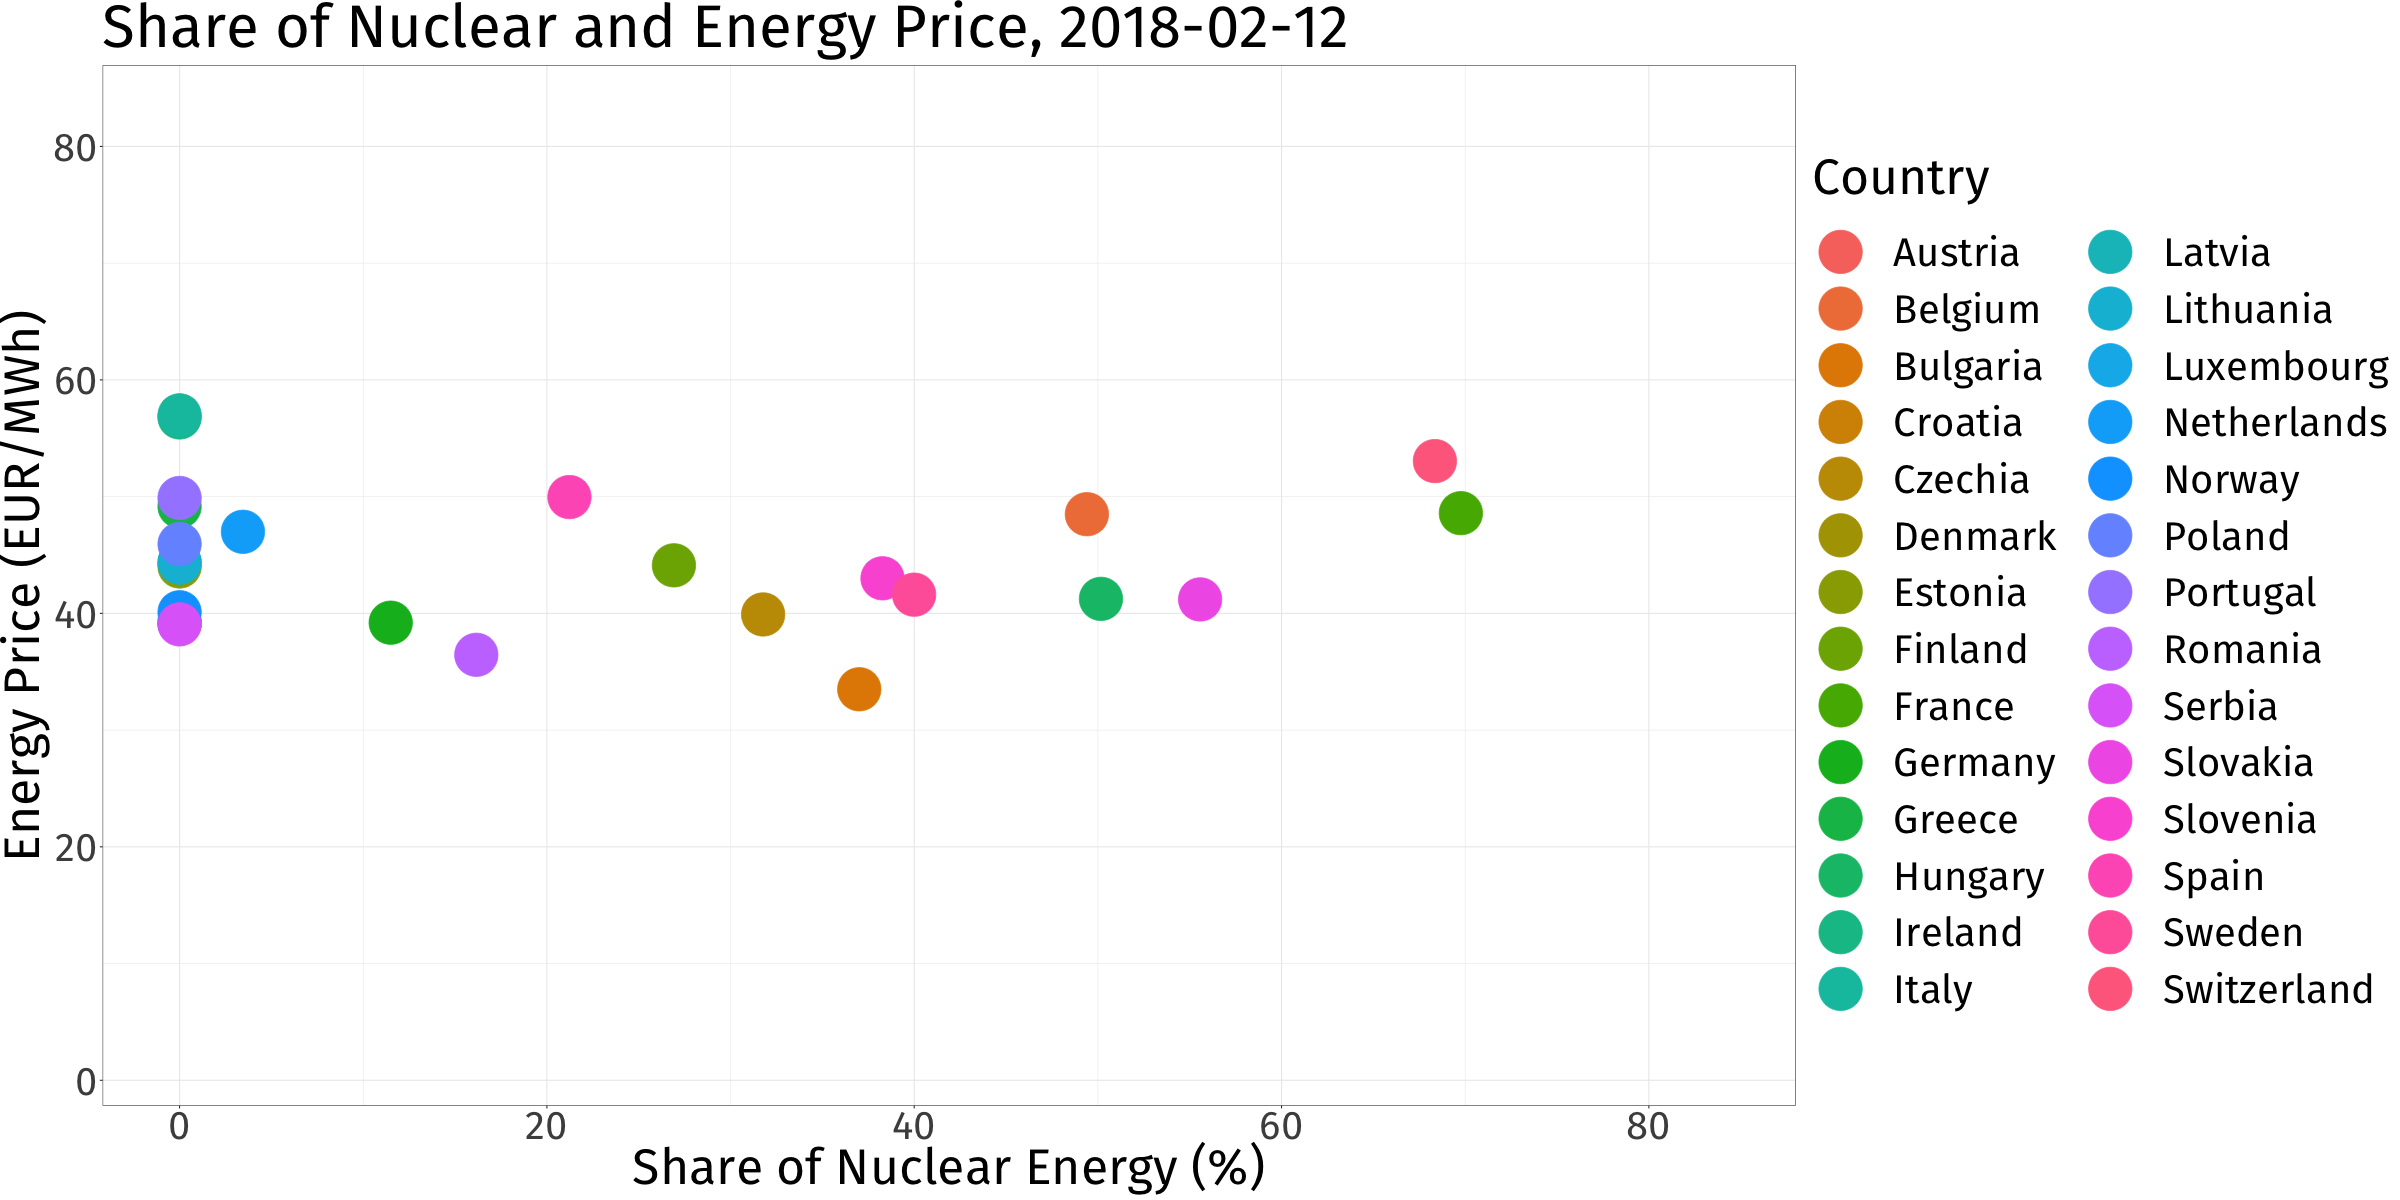 Share of Nuclear and Energy Price, 2018-02-12
Energy Price (EUR/MWh)
80
60
40
20
0
0 20 40 60 80
Share of Nuclear Energy (%)
Country
Austria
Belgium
Bulgaria
Croatia
Czechia
Denmark
Estonia
Finland
France
Germany
Greece
Hungary
Ireland
Italy
Latvia
Lithuania
Luxembourg
Netherlands
Norway
Poland
Portugal
Romania
Serbia
Slovakia
Slovenia
Spain
Sweden
Switzerland